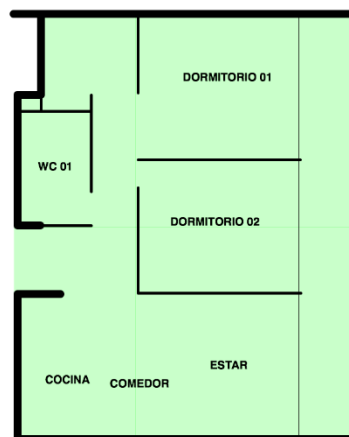 DORMITORIO 01
WC 01
DORMITORIO 02
ESTAR
COCINA
COMEDOR